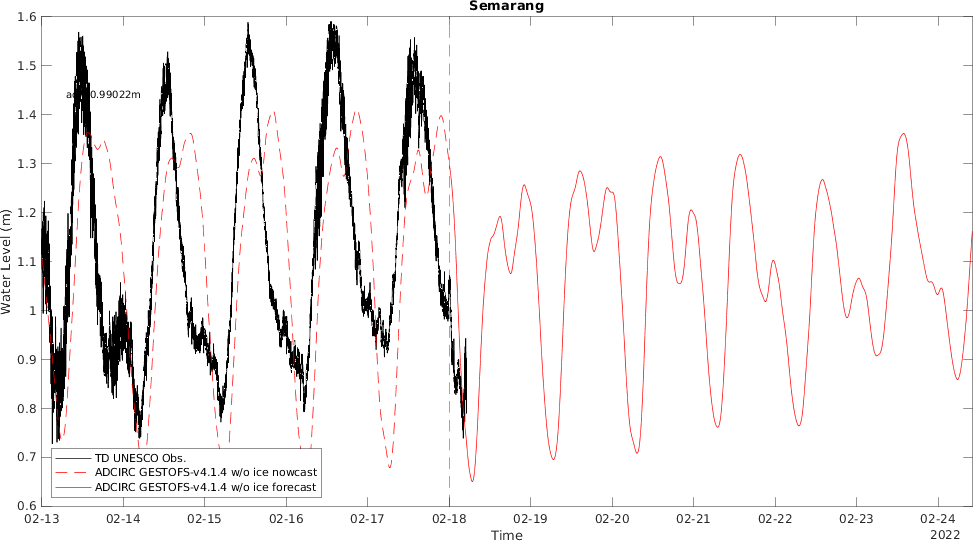 Semarang
1.6
1.5
1.4
1.3
1.2
1.1
1
0.9
0.8
0.7
0.6
Water Level (m)
0.99022m
TD UNESCO Obs.
ADCIRC GESTOFS-v4.1.4 w/o ice nowcast
ADCIRC GESTOFS-v4.1.4 w/o ice forecast
02-13 02-14 02-15 02-16 02-17 02-18 02-19 02-20 02-21 02-22 02-23 02-24
Time
2022